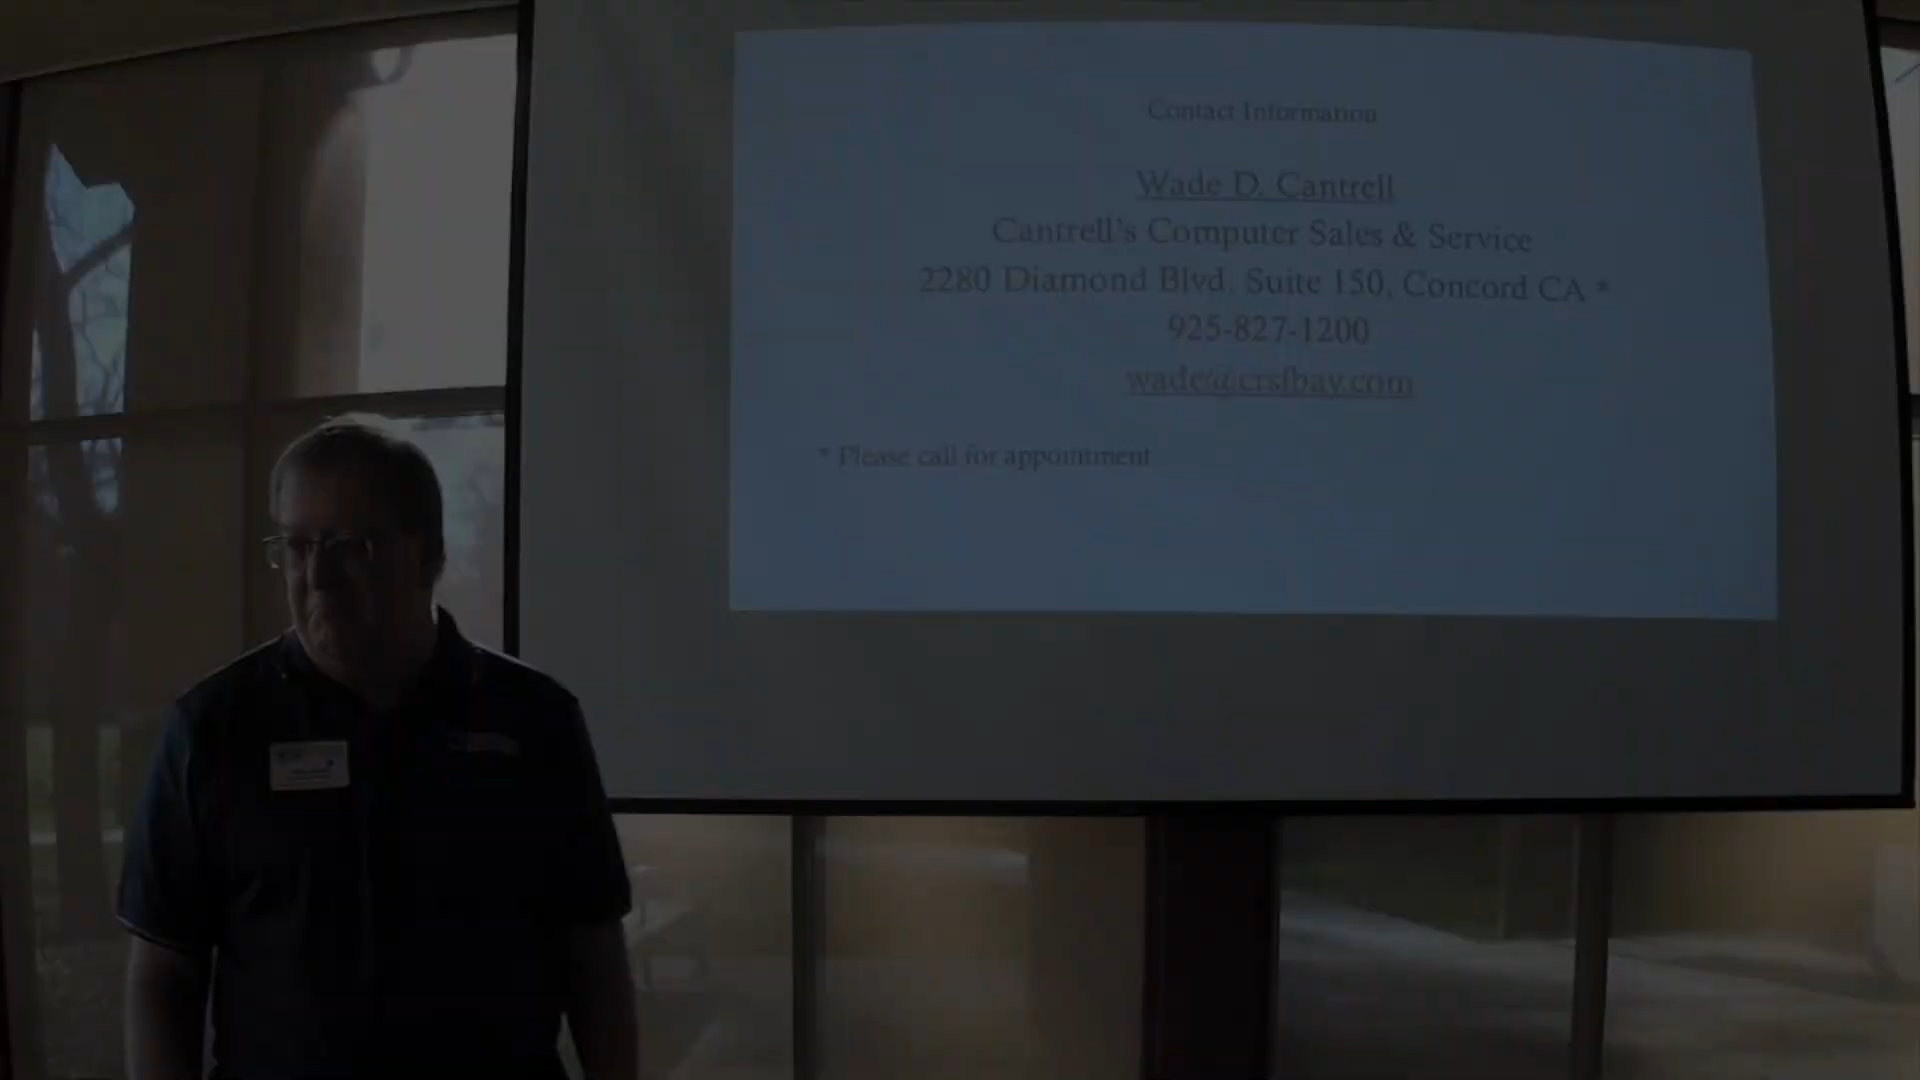 Contact Information
Wade D. Cantrell
Cantrell's Computer Sales & Service
2280 Diamond Blvd. Suite 150, Concord CA *
925-827-1200
wade@crsfbay.com
* Please call for appointment